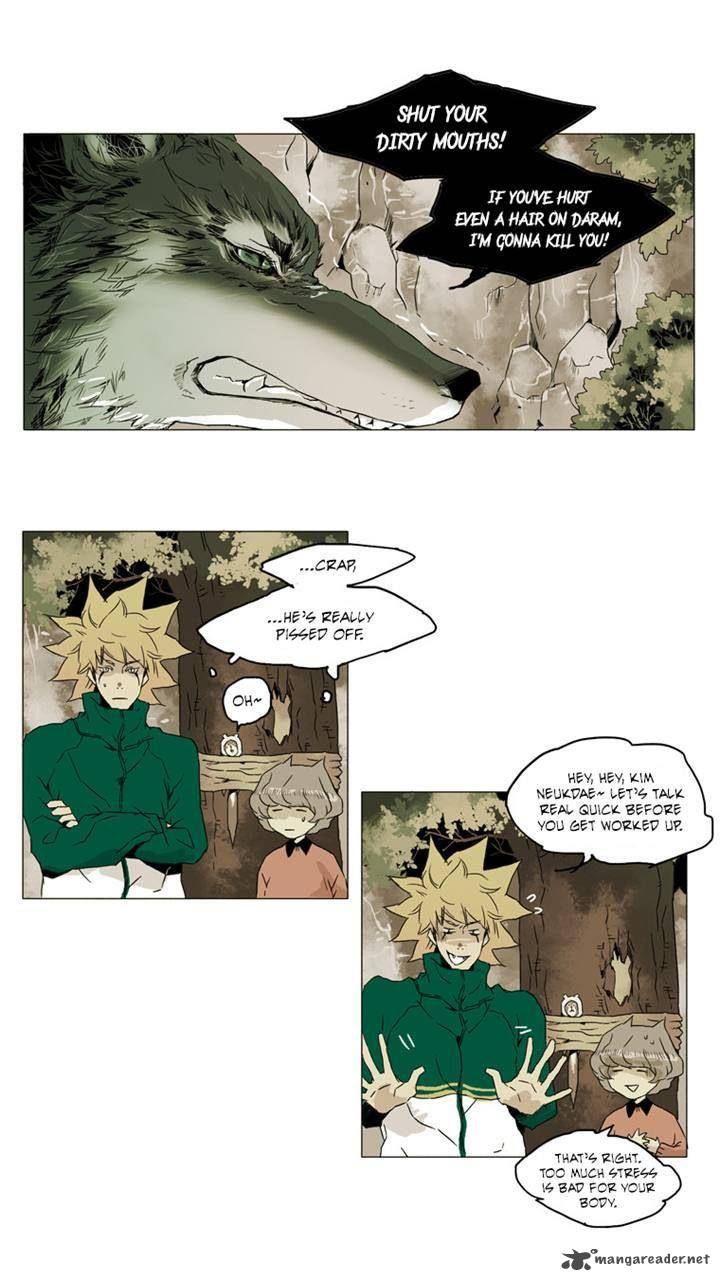 SHUT YOUR
DIRTY MOUTHS!
IF YOU'VE HURT
EVEN A HAIR ON DARAM,
I'M GONNA KILL YOU!
...CRAP,
...HE'S REALLY
PISSED OFF.
OH~
HEY, HEY, KIM
NEUKDAE~ LET'S TALK
REAL QUICK BEFORE
YOU GET WORKED UP.
THAT'S RIGHT.
TOO MUCH STRESS
IS BAD FOR YOUR
BODY.
mangareader.net